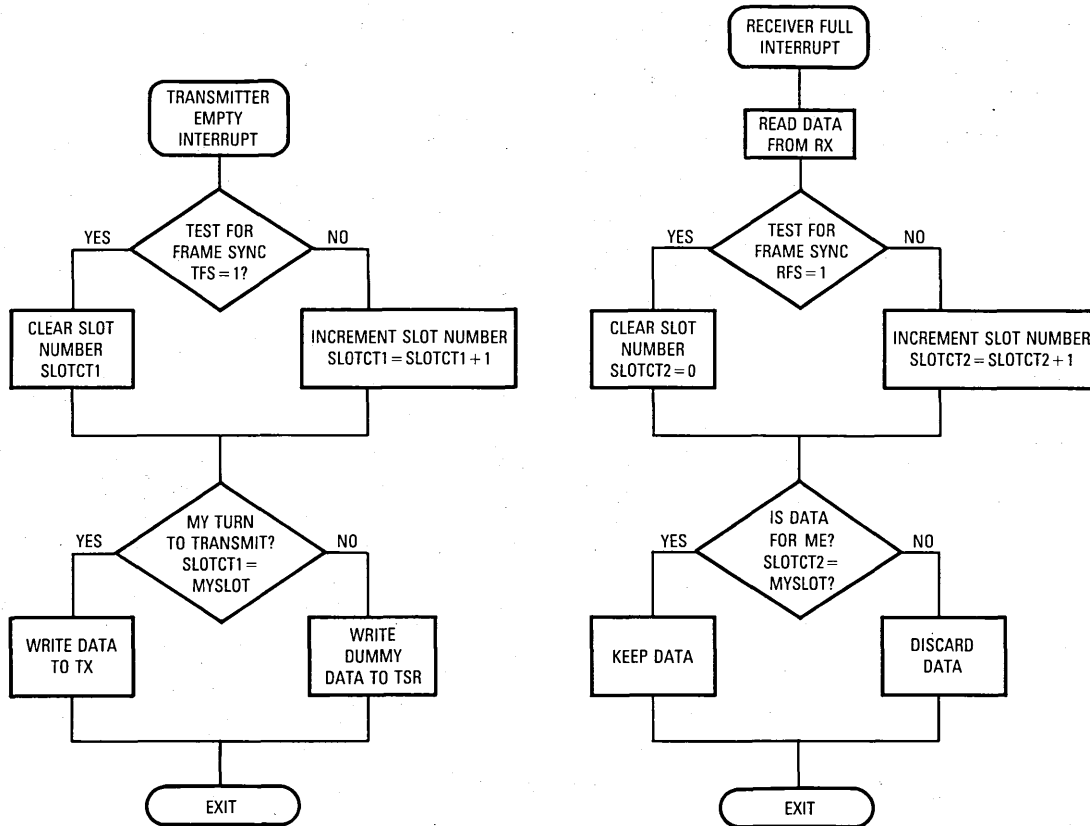 TRANSMITTER
EMPTY
INTERRUPT
TEST FOR
FRAME SYNC
TFS = 1?
YES
NO
CLEAR SLOT
NUMBER
SLOTCT1
INCREMENT SLOT NUMBER
SLOTCT1 = SLOTCT1 + 1
MY TURN
TO TRANSMIT?
SLOTCT1 =
MYSLOT
YES
NO
WRITE DATA
TO TX
WRITE
DUMMY
DATA TO TSR
EXIT
RECEIVER FULL
INTERRUPT
READ DATA
FROM RX
TEST FOR
FRAME SYNC
RFS = 1
YES
NO
CLEAR SLOT
NUMBER
SLOTCT2 = 0
INCREMENT SLOT NUMBER
SLOTCT2 = SLOTCT2 + 1
IS DATA
FOR ME?
SLOTCT2 =
MYSLOT?
YES
NO
KEEP DATA
DISCARD
DATA
EXIT